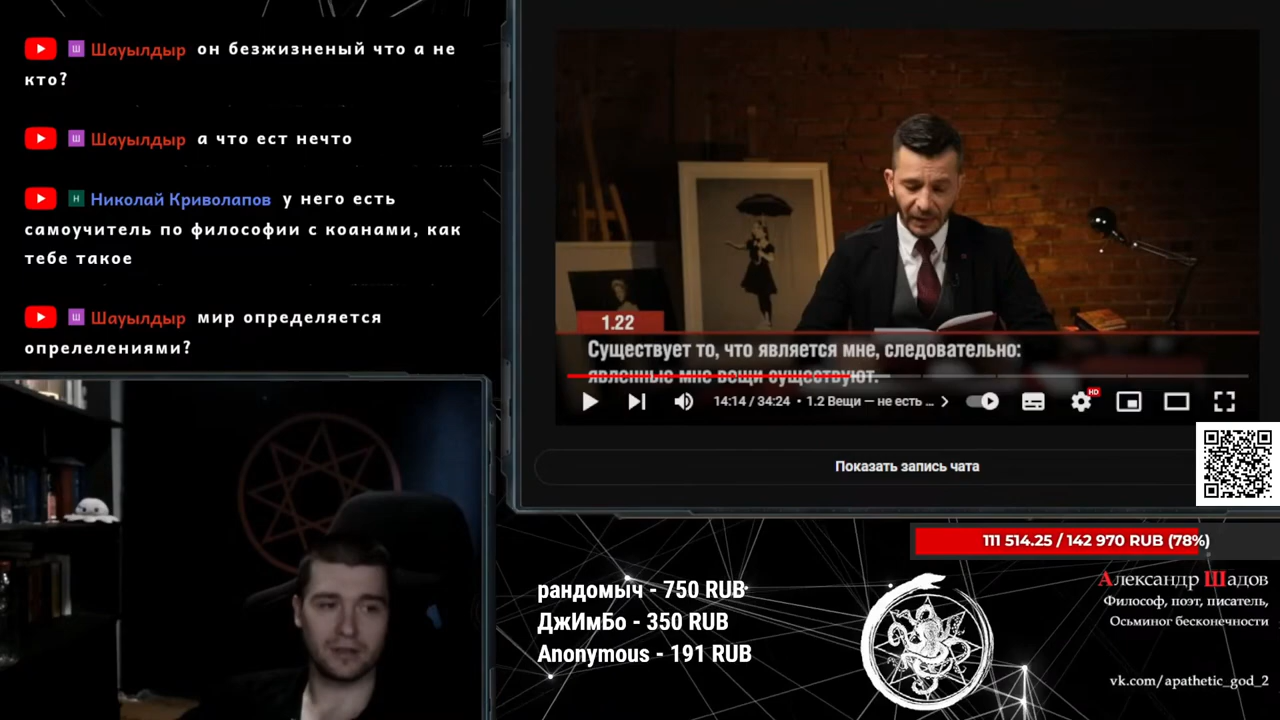 Ш Шауылдыр он безжизненый что а не
кто?
Ш Шауылдыр а что ест нечто
Н Николай Криволапов у него есть
самоучитель по философии с коанами, как
тебе такое
Ш Шауылдыр мир определяется
опрелелениями?
1.22
Существует то, что является мне, следовательно:
явленные мне вещи существуют.
14:14 / 34:24 • 1.2 Вещи — не есть ...
HD
Показать запись чата
111 514.25 / 142 970 RUB (78%)
рандомыч - 750 RUB
ДжИмБо - 350 RUB
Anonymous - 191 RUB
Александр Шадов
Философ, поэт, писатель,
Осьминог бесконечности
vk.com/apathetic_god_2